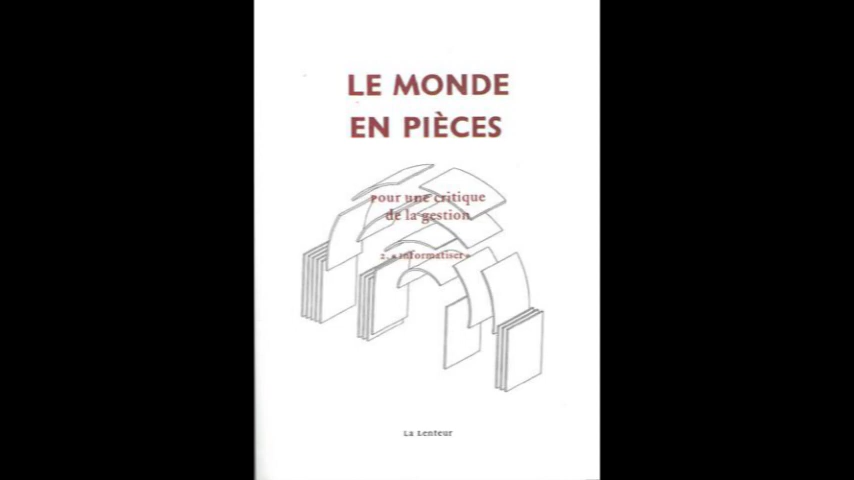 LE MONDE
EN PIÈCES
pour une critique
de la gestion
2. « Informatiser »
La Lenteur